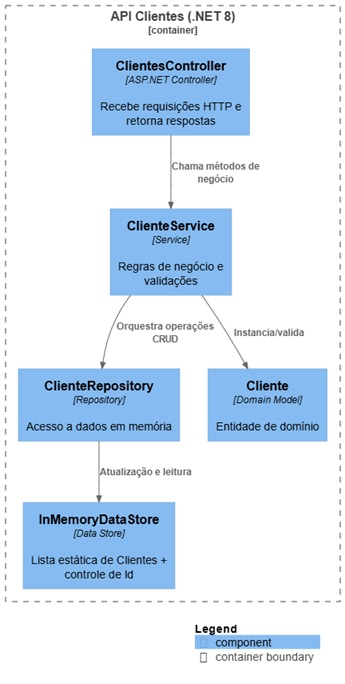 API Clientes (.NET 8)
[container]
ClientesController
[ASP.NET Controller]
Recebe requisições HTTP e
retorna respostas
Chama métodos de
negócio
ClienteService
[Service]
Regras de negócio e
validações
Orquestra operações
CRUD
Instancia/valida
ClienteRepository
[Repository]
Acesso a dados em memória
Cliente
[Domain Model]
Entidade de domínio
Atualização e leitura
InMemoryDataStore
[Data Store]
Lista estática de Clientes +
controle de Id
Legend
component
container boundary